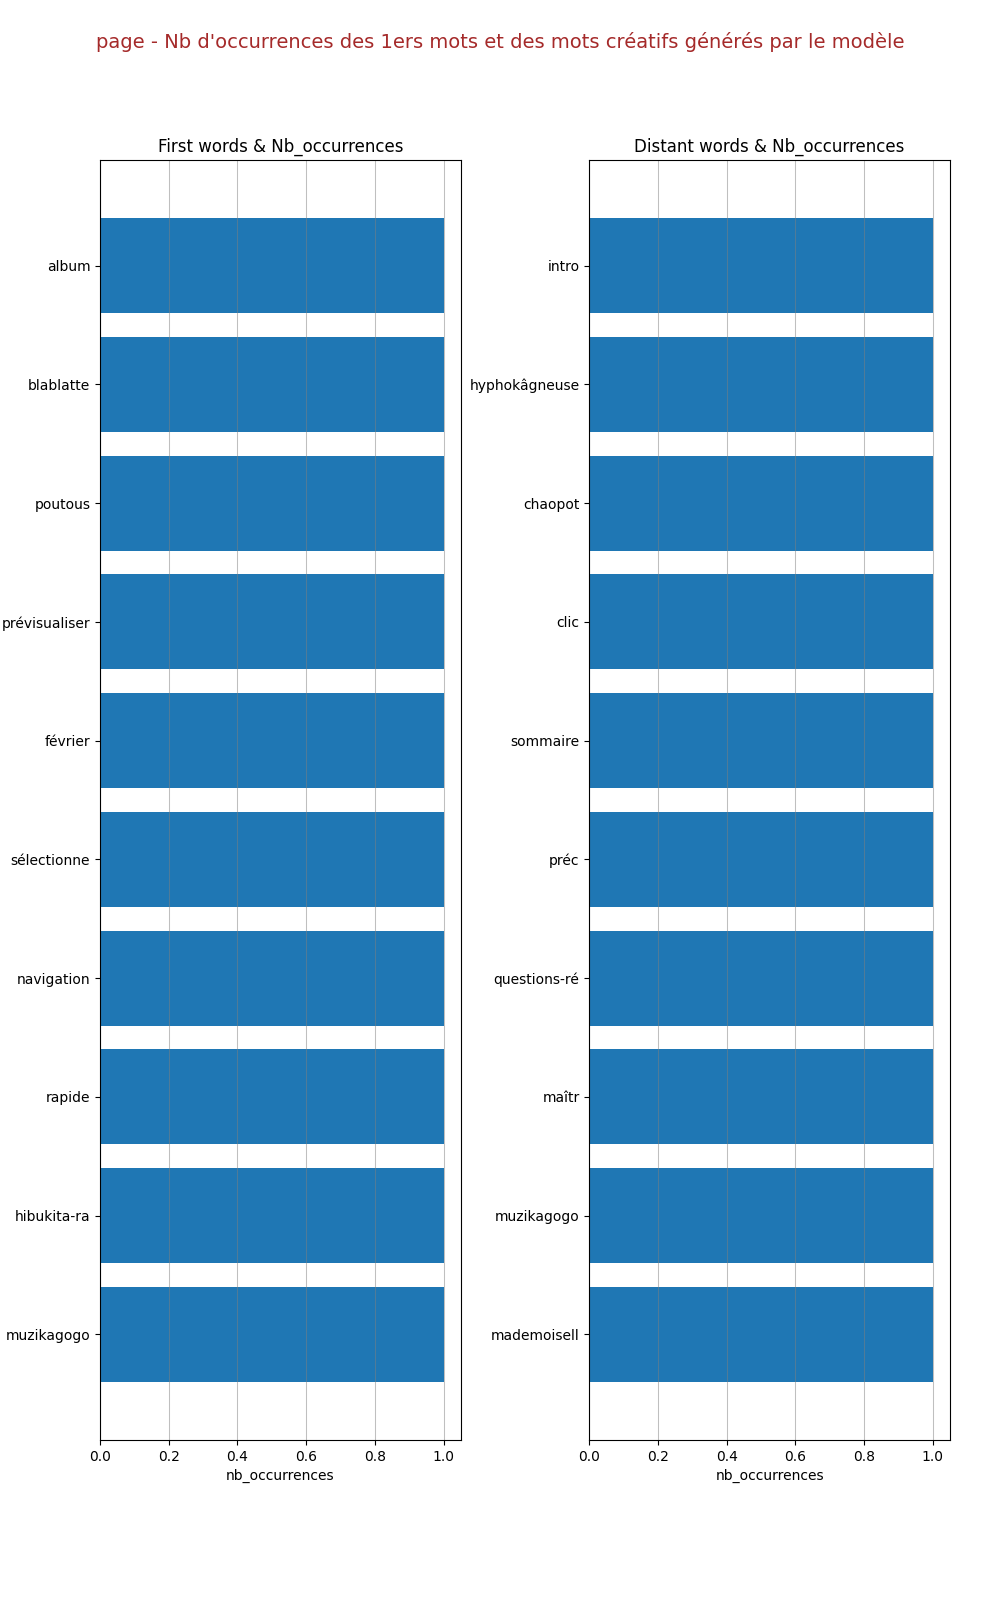 page - Nb d'occurrences des 1ers mots et des mots créatifs générés par le modèle
First words & Nb_occurrences
album
blablatte
poutous
prévisualiser
février
sélectionne
navigation
rapide
hibukita-ra
muzikagogo
0.0 0.2 0.4 0.6 0.8 1.0
nb_occurrences
Distant words & Nb_occurrences
intro
hyphokâgneuse
chaopot
clic
sommaire
préc
questions-ré
maîtr
muzikagogo
mademoisell
0.0 0.2 0.4 0.6 0.8 1.0
nb_occurrences